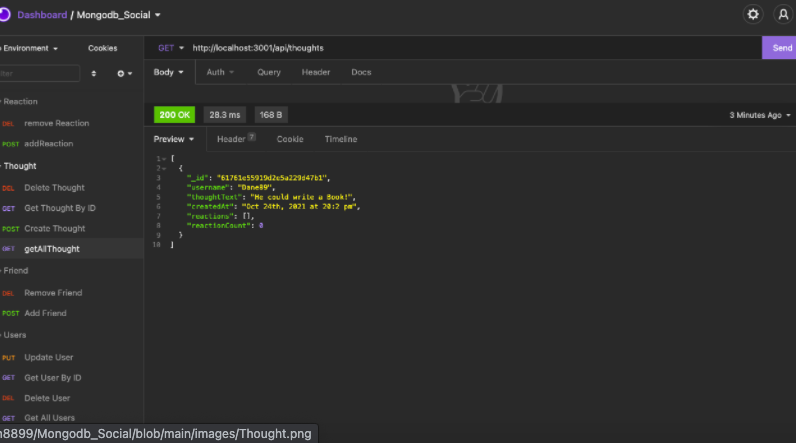 Dashboard / Mongodb_Social
GET http://localhost:3001/api/thoughts Send
Environment Cookies
Body Auth Query Header Docs
200 OK 28.3 ms 168 B 3 Minutes Ago
Preview Header 7 Cookie Timeline
1 [
2 {
3 "_id":
4 "username": "Dane89",
5 "thoughtText": "He could write a Book!",
6 "createdAt": "Oct 24th, 2021 at 20:2 pm",
7 "reactions": [],
8 "reactionCount": 0
9 }
10 ]
Reaction
DEL remove Reaction
POST addReaction
Thought
DEL Delete Thought
GET Get Thought By ID
POST Create Thought
GET getAllThought
Friend
DEL Remove Friend
POST Add Friend
Users
PUT Update User
GET Get User By ID
DEL Delete User
GET Get All Users
8899/Mongodb_Social/blob/main/images/Thought.png